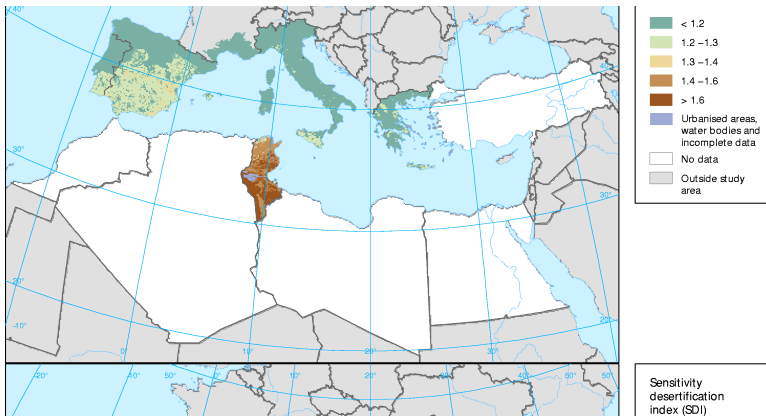 40°
< 1.2
1.2 –1.3
1.3 –1.4
1.4 –1.6
> 1.6
Urbanised areas,
water bodies and
incomplete data
No data
Outside study
area
30°
30°
20°
20°
-10°
0°
10°
20°
30°
-20°
-10°
50°
0°
10°
20°
30°
40°
50°
50°
Sensitivity
desertification
index (SDI)